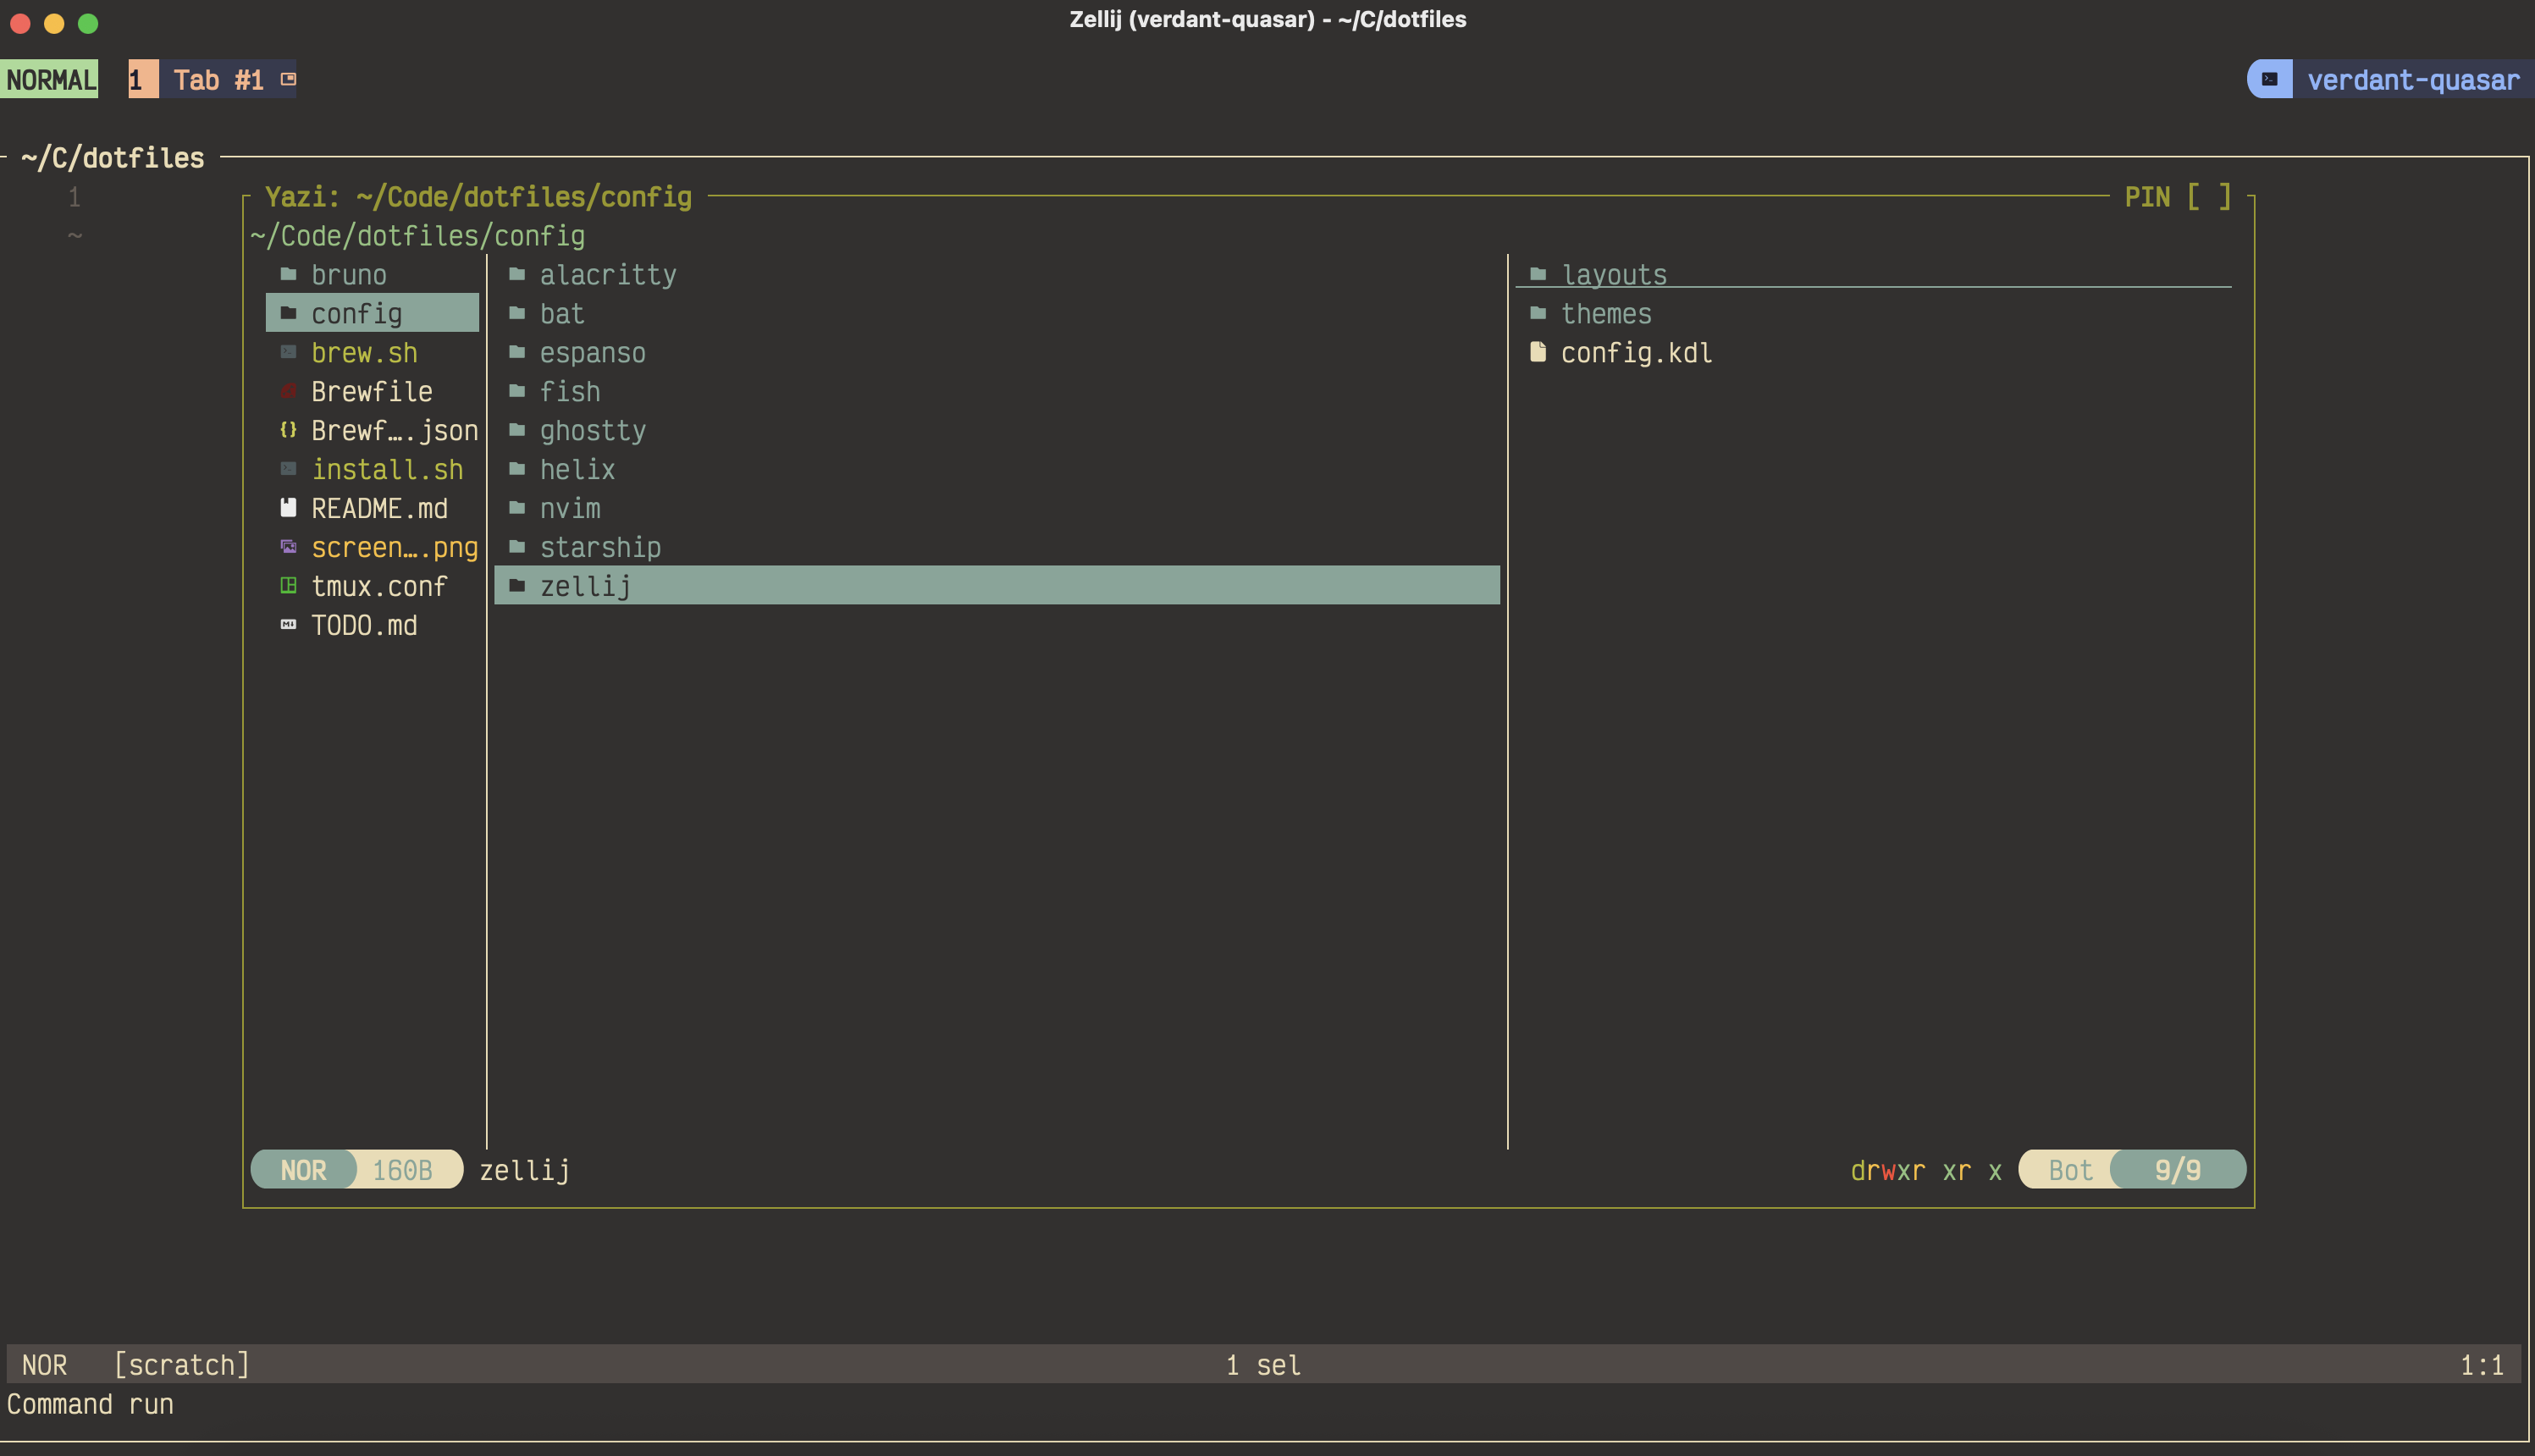 Zellij (verdant-quasar) - ~/C/dotfiles
NORMAL 1 Tab #1 verdant-quasar
~/C/dotfiles
1 Yazi: ~/Code/dotfiles/config PIN [ ]
~ ~/Code/dotfiles/config
bruno alacritty layouts
config bat themes
brew.sh espanso config.kdl
Brewfile fish
Brewf….json ghostty
install.sh helix
README.md nvim
screen….png starship
tmux.conf zellij
TODO.md
NOR 160B zellij drwxr xr x Bot 9/9
NOR [scratch] 1 sel 1:1
Command run